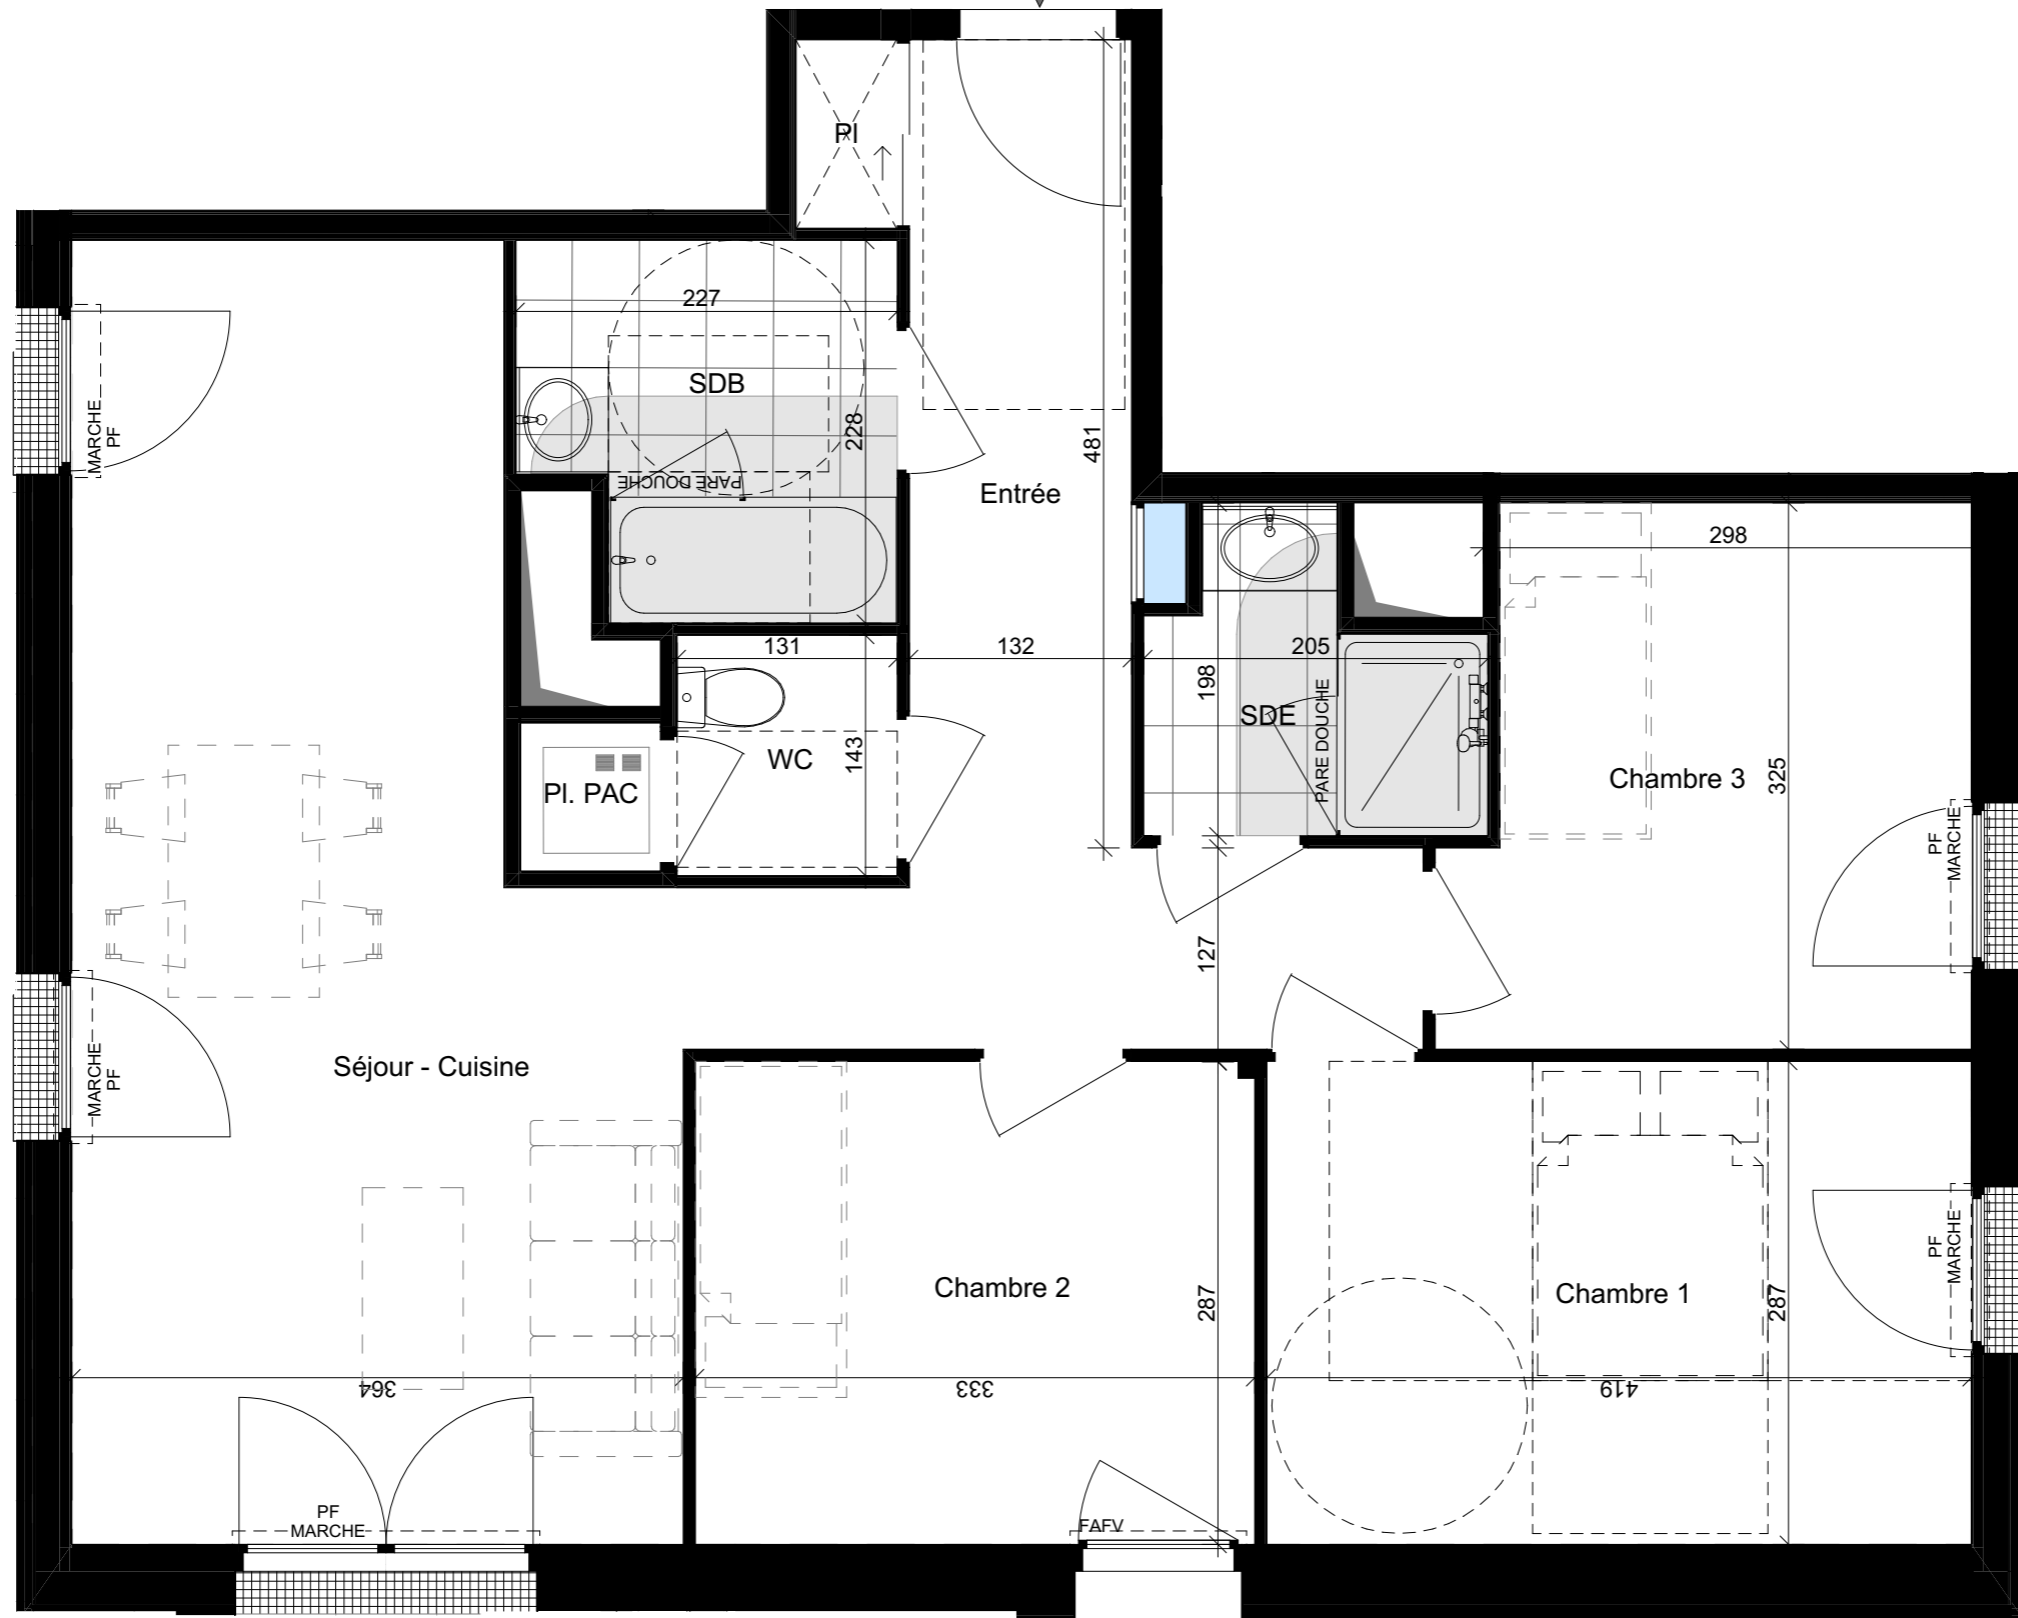 Pl
227
SDB
228
PARE DOUCHE
481
Entrée
298
MARCHE
PF
131
132
205
198
SDE
PARE DOUCHE
WC
143
Pl. PAC
Chambre 3
325
PF
MARCHE
127
MARCHE
PF
Séjour - Cuisine
Chambre 2
287
Chambre 1
287
PF
MARCHE
364
333
419
PF
MARCHE
FAFV